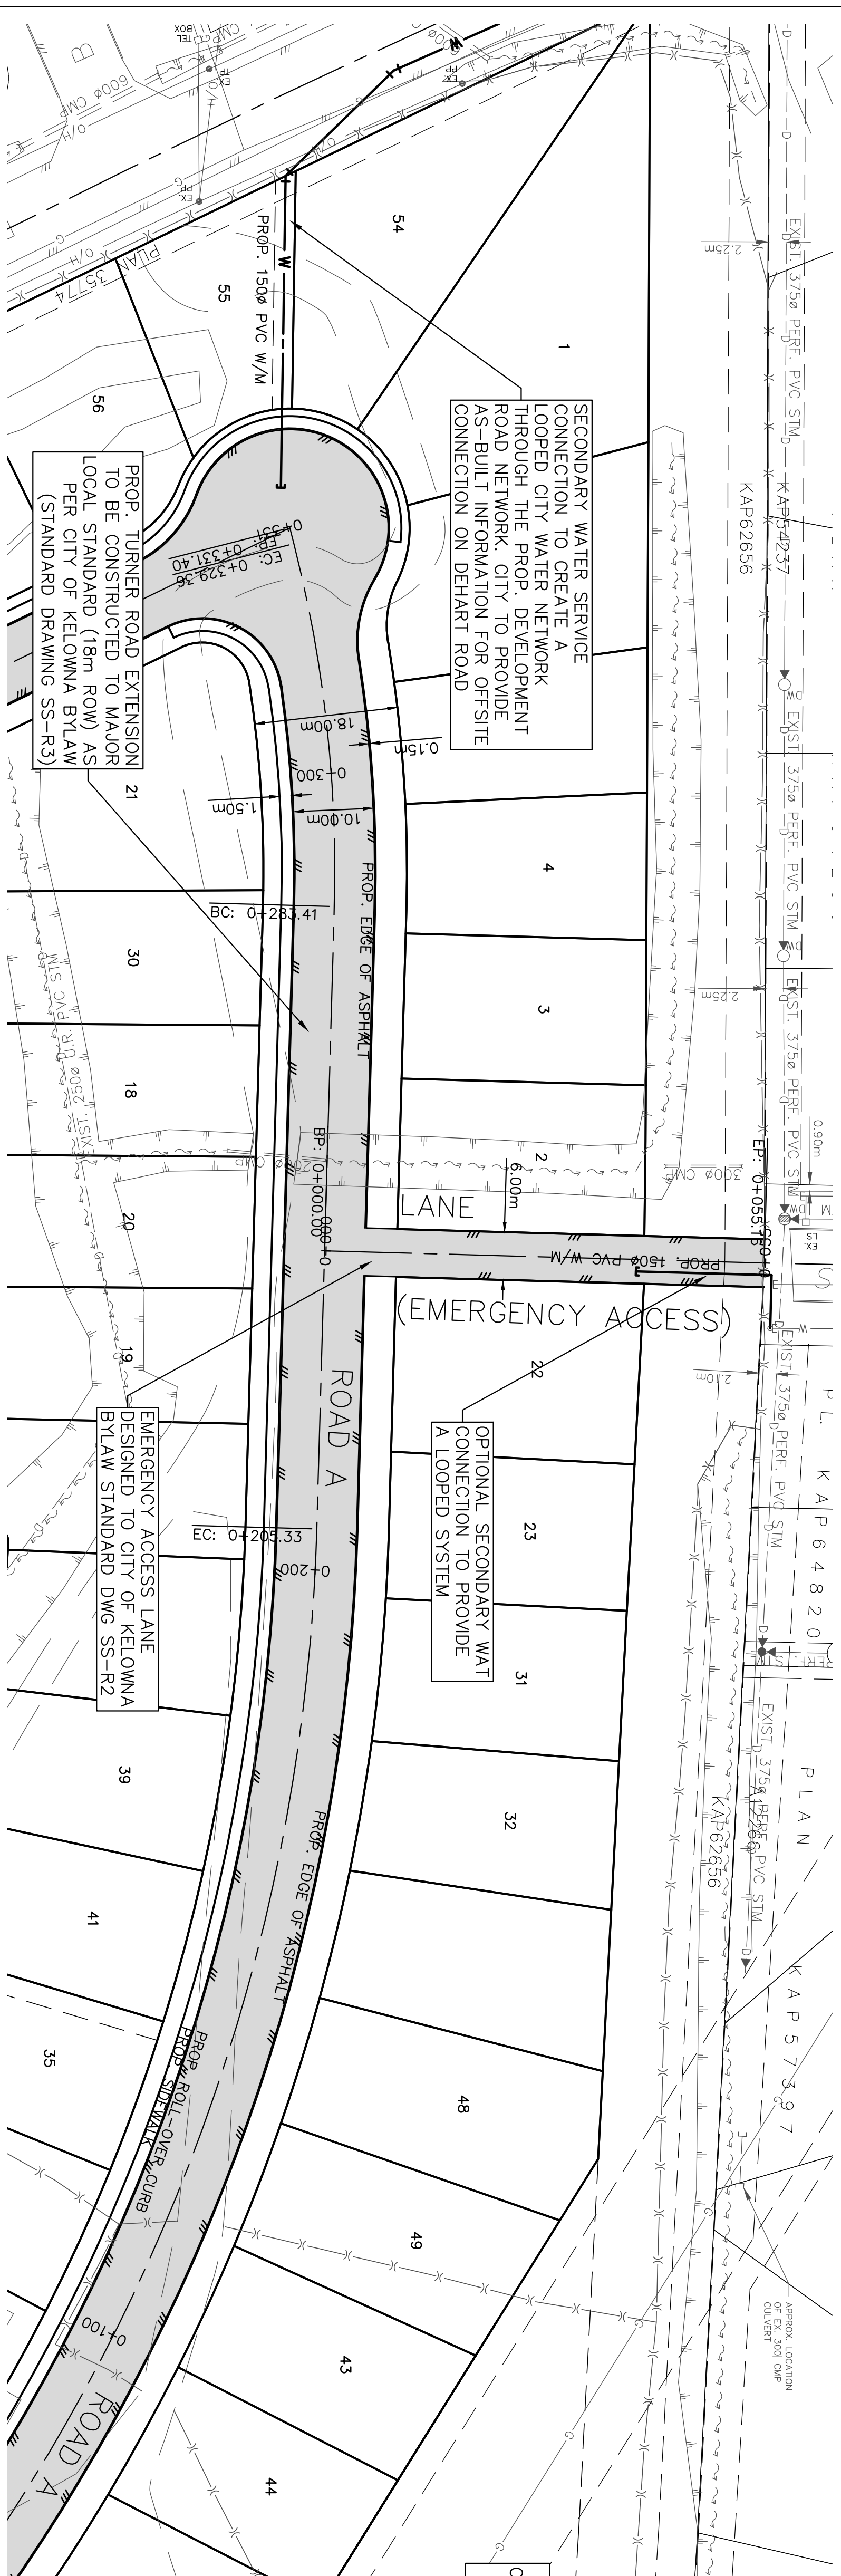 B
TEL
BOX
600ø CMP
O/H
EX.
TP
EX.
PP
W
600ø
G
PLAN 35774
54
55
56
1
W
PROP. 150ø PVC W/M
2.25m
EXIST. 375ø PERF. PVC STM
KAP54237
KAP62656
SECONDARY WATER SERVICE
CONNECTION TO CREATE A
LOOPED CITY WATER NETWORK
THROUGH THE PROP. DEVELOPMENT
ROAD NETWORK. CITY TO PROVIDE
AS-BUILT INFORMATION FOR OFFSITE
CONNECTION ON DEHART ROAD
PROP. TURNER ROAD EXTENSION
TO BE CONSTRUCTED TO MAJOR
LOCAL STANDARD (18m ROW) AS
PER CITY OF KELOWNA BYLAW
(STANDARD DRAWING SS-R3)
0+331
EP: 0+331.40
EC: 0+329.36
18.00m
0.15m
0+300
10.00m
1.50m
BC: 0+283.41
PROP. EDGE OF ASPHALT
21
30
18
20
19
39
41
35
4
3
2
EXIST. 250ø U.R. PVC STM
DW
EXIST. 375ø PERF. PVC STM
DW
2.25m
EXIST. 375ø PERF. PVC STM
0.90m
DW
EX.
LS
300ø CMP
EP: 0+055.15
BP: 0+000.00
0+000
LANE
6.00m
PROP. 150ø PVC W/M
(EMERGENCY ACCESS)
22
23
31
32
48
49
43
44
EMERGENCY ACCESS LANE
DESIGNED TO CITY OF KELOWNA
BYLAW STANDARD DWG SS-R2
OPTIONAL SECONDARY WAT
CONNECTION TO PROVIDE
A LOOPED SYSTEM
ROAD A
EC: 0+205.33
0+200
2.10m
EXIST. 375ø PERF. PVC STM
PL. KAP64820
PLAN KAP57397
EXIST. 375ø PERF. PVC STM
KAP62656
PROP. EDGE OF ASPHALT
PROP. ROLL-OVER CURB
PROP. SIDEWALK
0+100
ROAD A
APPROX. LOCATION
OF EX. 300| CMP
CULVERT